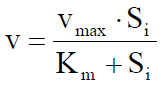 v = (v_max · S_i) / (K_m + S_i)